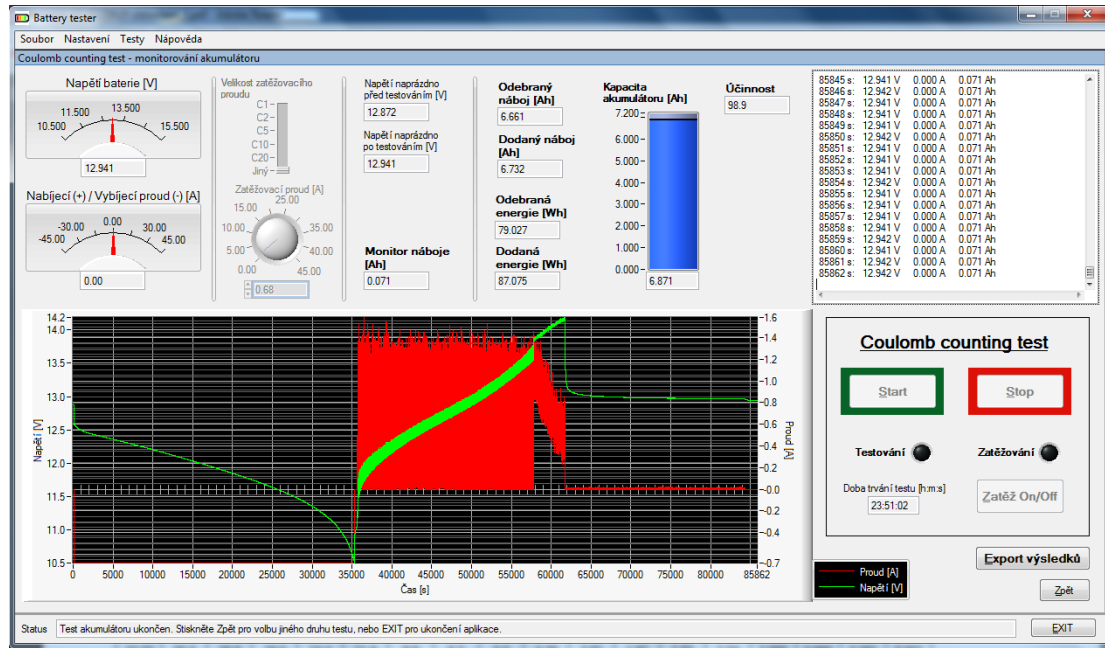 Battery tester
Soubor Nastavení Testy Nápověda
Coulomb counting test - monitorování akumulátoru
Napětí baterie [V]
10.500 11.500 13.500 15.500
12.941
Nabíjecí (+) / Vybíjecí proud (-) [A]
-45.00 -30.00 0.00 30.00 45.00
0.00
Velikost zatěžovacího
proudu
C1
C2
C5
C10
C20
Jiný
Zatěžovací proud [A]
0.00 5.00 10.00 15.00 25.00 35.00 40.00 45.00
0.68
Napětí naprázdno
před testováním [V]
12.872
Napětí naprázdno
po testováním [V]
12.941
Monitor náboje
[Ah]
0.071
Odebraný
náboj [Ah]
6.661
Dodaný náboj
[Ah]
6.732
Odebraná
energie [Wh]
79.027
Dodaná
energie [Wh]
87.075
Kapacita
akumulátoru [Ah]
7.200
6.000
5.000
4.000
3.000
2.000
1.000
0.000
6.871
Účinnost
98.9
85845 s: 12.941 V 0.000 A 0.071 Ah
85846 s: 12.942 V 0.000 A 0.071 Ah
85847 s: 12.941 V 0.000 A 0.071 Ah
85848 s: 12.941 V 0.000 A 0.071 Ah
85849 s: 12.941 V 0.000 A 0.071 Ah
85850 s: 12.942 V 0.000 A 0.071 Ah
85851 s: 12.941 V 0.000 A 0.071 Ah
85852 s: 12.941 V 0.000 A 0.071 Ah
85853 s: 12.941 V 0.000 A 0.071 Ah
85854 s: 12.942 V 0.000 A 0.071 Ah
85855 s: 12.941 V 0.000 A 0.071 Ah
85856 s: 12.941 V 0.000 A 0.071 Ah
85857 s: 12.941 V 0.000 A 0.071 Ah
85858 s: 12.941 V 0.000 A 0.071 Ah
85859 s: 12.942 V 0.000 A 0.071 Ah
85860 s: 12.941 V 0.000 A 0.071 Ah
85861 s: 12.942 V 0.000 A 0.071 Ah
85862 s: 12.942 V 0.000 A 0.071 Ah
Napětí [V]
14.2
14.0
13.5
13.0
12.5
12.0
11.5
11.0
10.5
1.6
1.4
1.2
1.0
0.8
0.6
0.4
0.2
0.0
-0.2
-0.4
-0.7
Proud [A]
0 5000 10000 15000 20000 25000 30000 35000 40000 45000 50000 55000 60000 65000 70000 75000 80000 85862
Čas [s]
Coulomb counting test
Start Stop
Testování Zatěžování
Doba trvání testu [h:m:s]
23:51:02
Zatěž On/Off
Export výsledků
Proud [A]
Napětí [V]
Zpět
Status Test akumulátoru ukončen. Stiskněte Zpět pro volbu jiného druhu testu, nebo EXIT pro ukončení aplikace.
EXIT